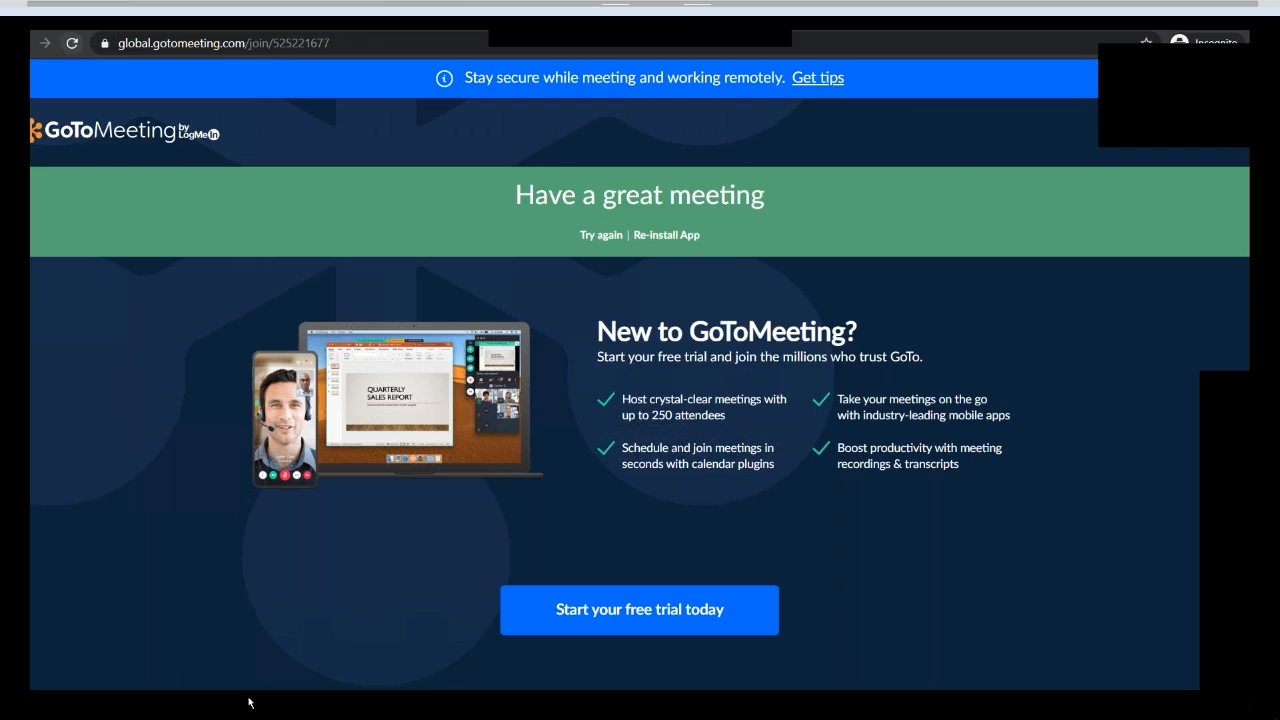 global.gotomeeting.com/join/525221677
Incognito
Stay secure while meeting and working remotely. Get tips
GoToMeeting by LogMeIn
Have a great meeting
Try again | Re-install App
QUARTERLY
SALES REPORT
New to GoToMeeting?
Start your free trial and join the millions who trust GoTo.
Host crystal-clear meetings with
up to 250 attendees
Take your meetings on the go
with industry-leading mobile apps
Schedule and join meetings in
seconds with calendar plugins
Boost productivity with meeting
recordings & transcripts
Start your free trial today